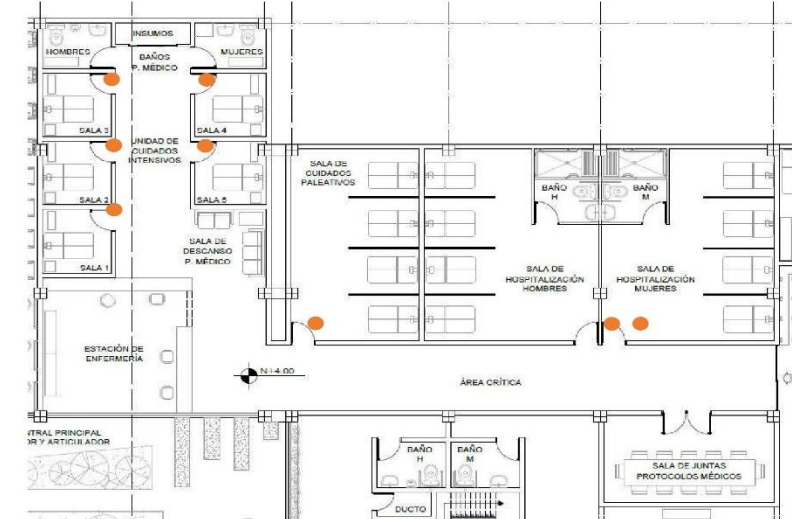 INSUMOS
HOMBRES
MUJERES
BAÑOS
P. MÉDICO
SALA 3
SALA 4
UNIDAD DE
CUIDADOS
INTENSIVOS
SALA 2
SALA 5
SALA 1
SALA DE
DESCANSO
P. MÉDICO
SALA DE
CUIDADOS
PALEATIVOS
BAÑO
H
BAÑO
M
SALA DE
HOSPITALIZACIÓN
HOMBRES
SALA DE
HOSPITALIZACIÓN
MUJERES
ESTACIÓN DE
ENFERMERÍA
N+4.00
ÁREA CRÍTICA
NTRAL PRINCIPAL
OR Y ARTICULADOR
BAÑO
H
BAÑO
M
DUCTO
SALA DE JUNTAS
PROTOCOLOS MÉDICOS